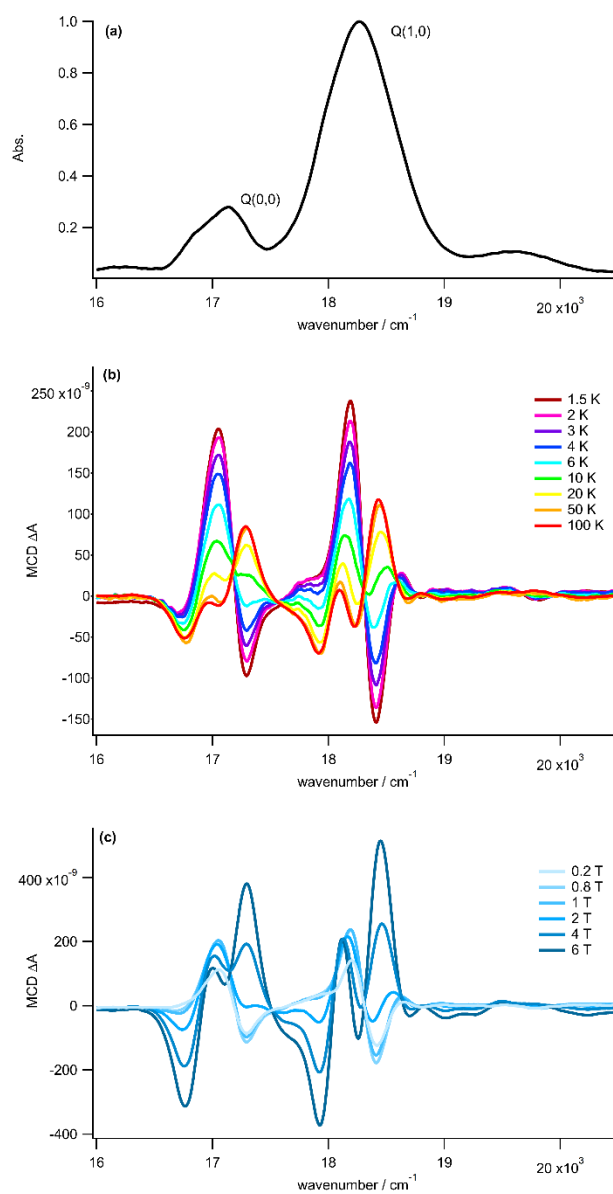 (a)
Q(1,0)
Q(0,0)
Abs.
1.0
0.8
0.6
0.4
0.2
16
17
18
19
20 x10³
wavenumber / cm⁻¹
(b)
250 x10⁻⁹
200
150
100
50
0
-50
-100
-150
MCD ΔA
1.5 K
2 K
3 K
4 K
6 K
10 K
20 K
50 K
100 K
16
17
18
19
20 x10³
wavenumber / cm⁻¹
(c)
400 x10⁻⁹
200
0
-200
-400
MCD ΔA
0.2 T
0.8 T
1 T
2 T
4 T
6 T
16
17
18
19
20 x10³
wavenumber / cm⁻¹